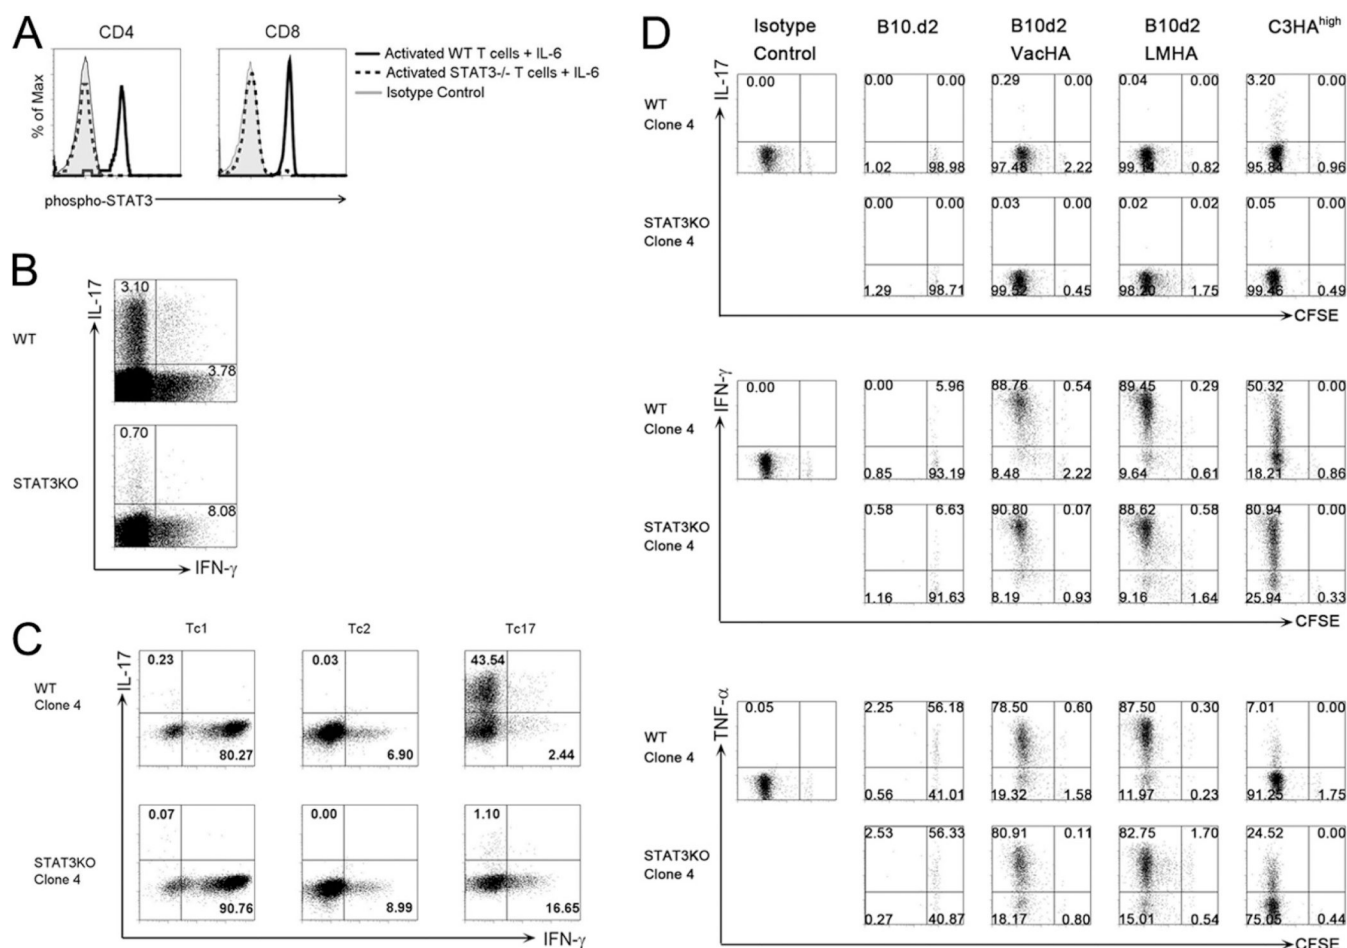 A
CD4
CD8
% of Max
phospho-STAT3
Activated WT T cells + IL-6
Activated STAT3-/- T cells + IL-6
Isotype Control
B
IL-17
WT
3.10
3.78
STAT3KO
0.70
8.08
IFN-γ
C
Tc1 Tc2 Tc17
IL-17
WT
Clone 4
0.23 0.03 43.54
80.27 6.90 2.44
STAT3KO
Clone 4
0.07 0.00 1.10
90.76 8.99 16.65
IFN-γ
D
Isotype
Control
B10.d2
B10d2
VacHA
B10d2
LMHA
C3HAhigh
IL-17
WT
Clone 4
0.00 0.00 0.00 0.29 0.00 0.04 0.00 3.20 0.00
1.02 98.98 97.48 2.22 99.14 0.82 95.84 0.96
STAT3KO
Clone 4
0.00 0.00 0.03 0.00 0.02 0.02 0.05 0.00
1.29 98.71 99.52 0.45 98.20 1.75 99.46 0.49
CFSE
IFN-γ
WT
Clone 4
0.00 0.00 5.96 88.76 0.54 89.45 0.29 50.32 0.00
0.85 93.19 8.48 2.22 9.64 0.61 18.21 0.86
STAT3KO
Clone 4
0.58 6.63 90.80 0.07 88.62 0.58 80.94 0.00
1.16 91.63 8.19 0.93 9.16 1.64 25.94 0.33
CFSE
TNF-α
WT
Clone 4
0.05 2.25 56.18 78.50 0.60 87.50 0.30 7.01 0.00
0.56 41.01 19.32 1.58 11.97 0.23 91.25 1.75
STAT3KO
Clone 4
2.53 56.33 80.91 0.11 82.75 1.70 24.52 0.00
0.27 40.87 18.17 0.80 15.01 0.54 75.05 0.44
CFSE